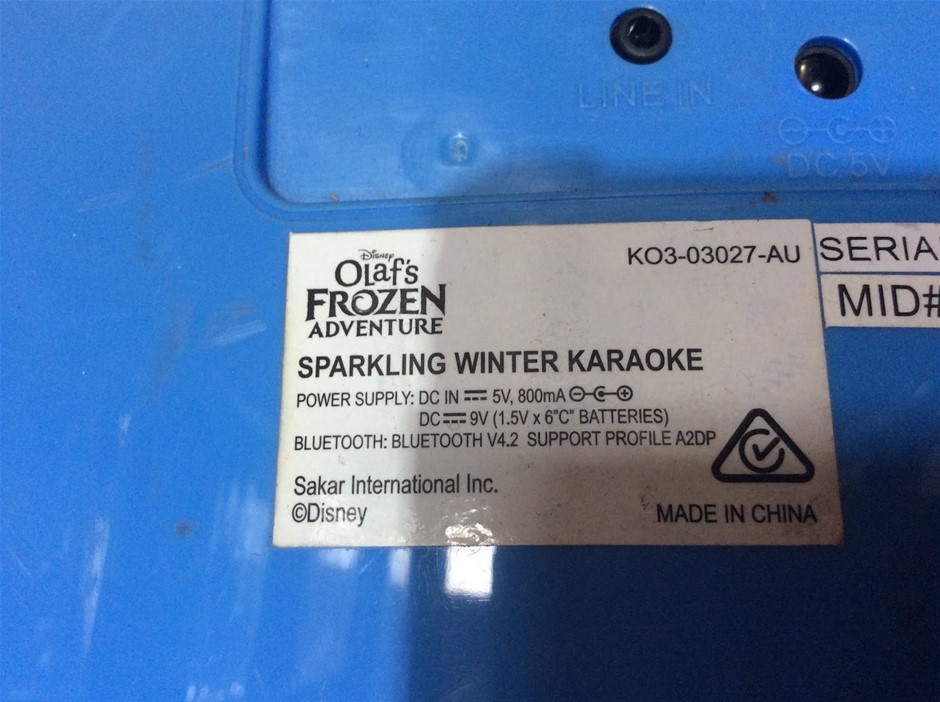 LINE IN
DC 5V
Disney
Olaf's
FROZEN
ADVENTURE
KO3-03027-AU
SERIA
MID#
SPARKLING WINTER KARAOKE
POWER SUPPLY: DC IN 5V, 800mA
DC 9V (1.5V x 6"C" BATTERIES)
BLUETOOTH: BLUETOOTH V4.2 SUPPORT PROFILE A2DP
Sakar International Inc.
©Disney
MADE IN CHINA